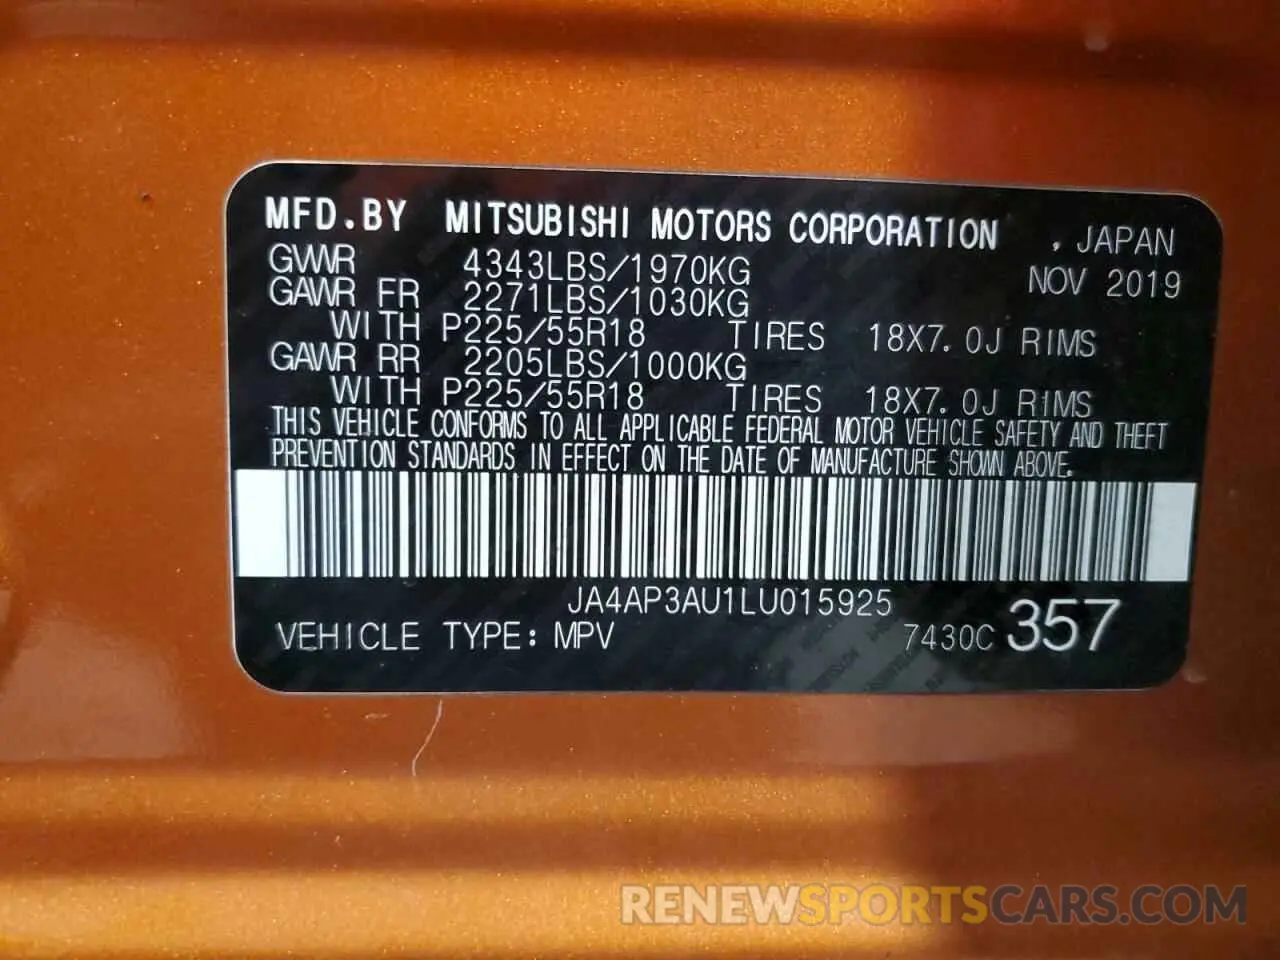 MFD.BY MITSUBISHI MOTORS CORPORATION , JAPAN
GVWR 4343LBS/1970KG NOV 2019
GAWR FR 2271LBS/1030KG
WITH P225/55R18 TIRES 18X7.0J RIMS
GAWR RR 2205LBS/1000KG
WITH P225/55R18 TIRES 18X7.0J RIMS
THIS VEHICLE CONFORMS TO ALL APPLICABLE FEDERAL MOTOR VEHICLE SAFETY AND THEFT
PREVENTION STANDARDS IN EFFECT ON THE DATE OF MANUFACTURE SHOWN ABOVE.
JA4AP3AU1LU015925
VEHICLE TYPE: MPV 7430C 357
RENEWSPORTSCARS.COM